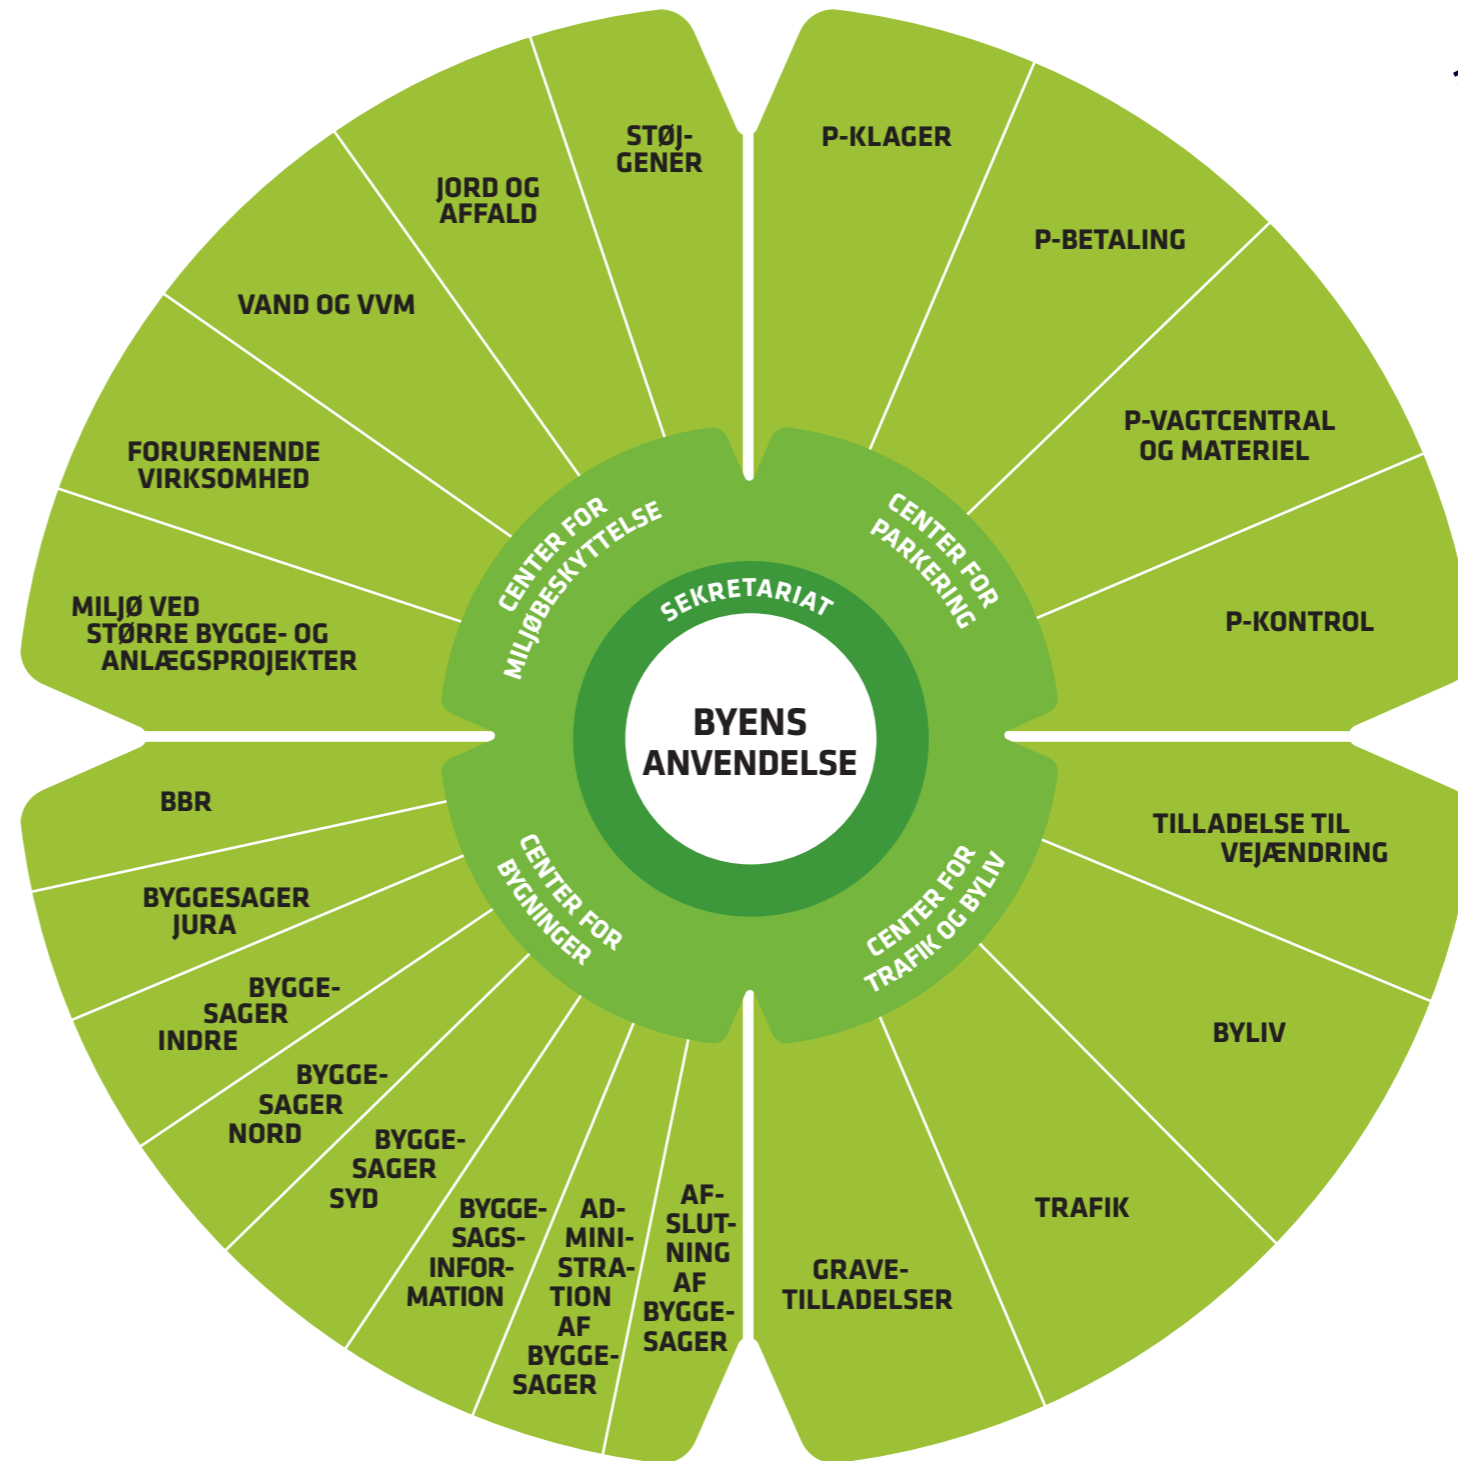 BYENS
ANVENDELSE
SEKRETARIAT
CENTER FOR
PARKERING
P-KLAGER
P-BETALING
P-VAGTCENTRAL
OG MATERIEL
P-KONTROL
CENTER FOR
TRAFIK OG BYLIV
TILLADELSE TIL
VEJÆNDRING
BYLIV
TRAFIK
GRAVE-
TILLADELSER
CENTER FOR
BYGNINGER
AF-
SLUT-
NING
AF
BYGGE-
SAGER
AD-
MINI-
STRA-
TION
AF
BYGGE-
SAGER
BYGGE-
SAGS-
INFOR-
MATION
BYGGE-
SAGER
SYD
BYGGE-
SAGER
NORD
BYGGE-
SAGER
INDRE
BYGGESAGER
JURA
BBR
CENTER FOR
MILJØBESKYTTELSE
MILJØ VED
STØRRE BYGGE- OG
ANLÆGSPROJEKTER
FORURENENDE
VIRKSOMHED
VAND OG VVM
JORD OG
AFFALD
STØJ-
GENER